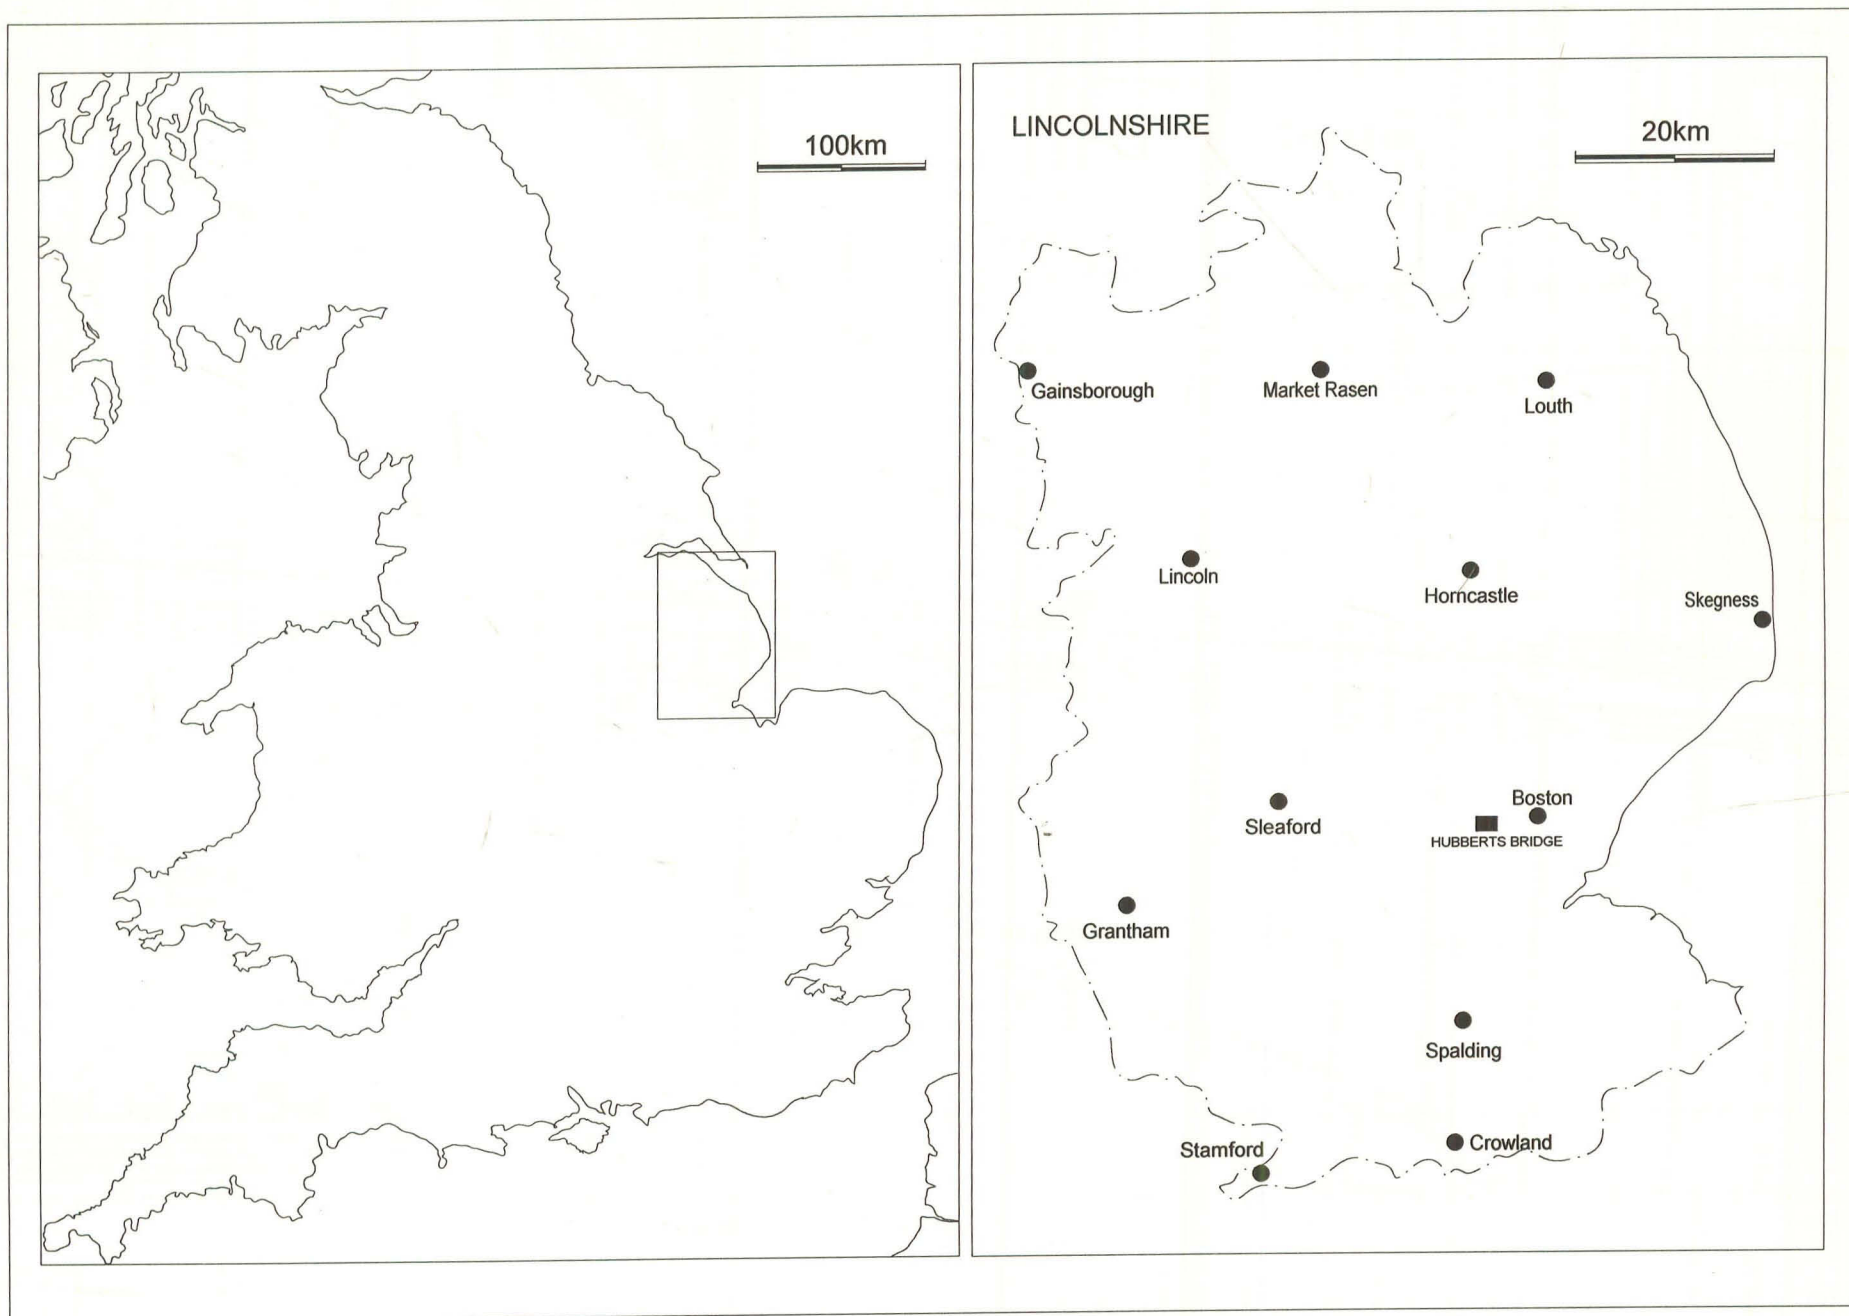 100km
LINCOLNSHIRE
20km
Gainsborough
Market Rasen
Louth
Lincoln
Horncastle
Skegness
Boston
Sleaford
HUBBERTS BRIDGE
Grantham
Spalding
Stamford
Crowland